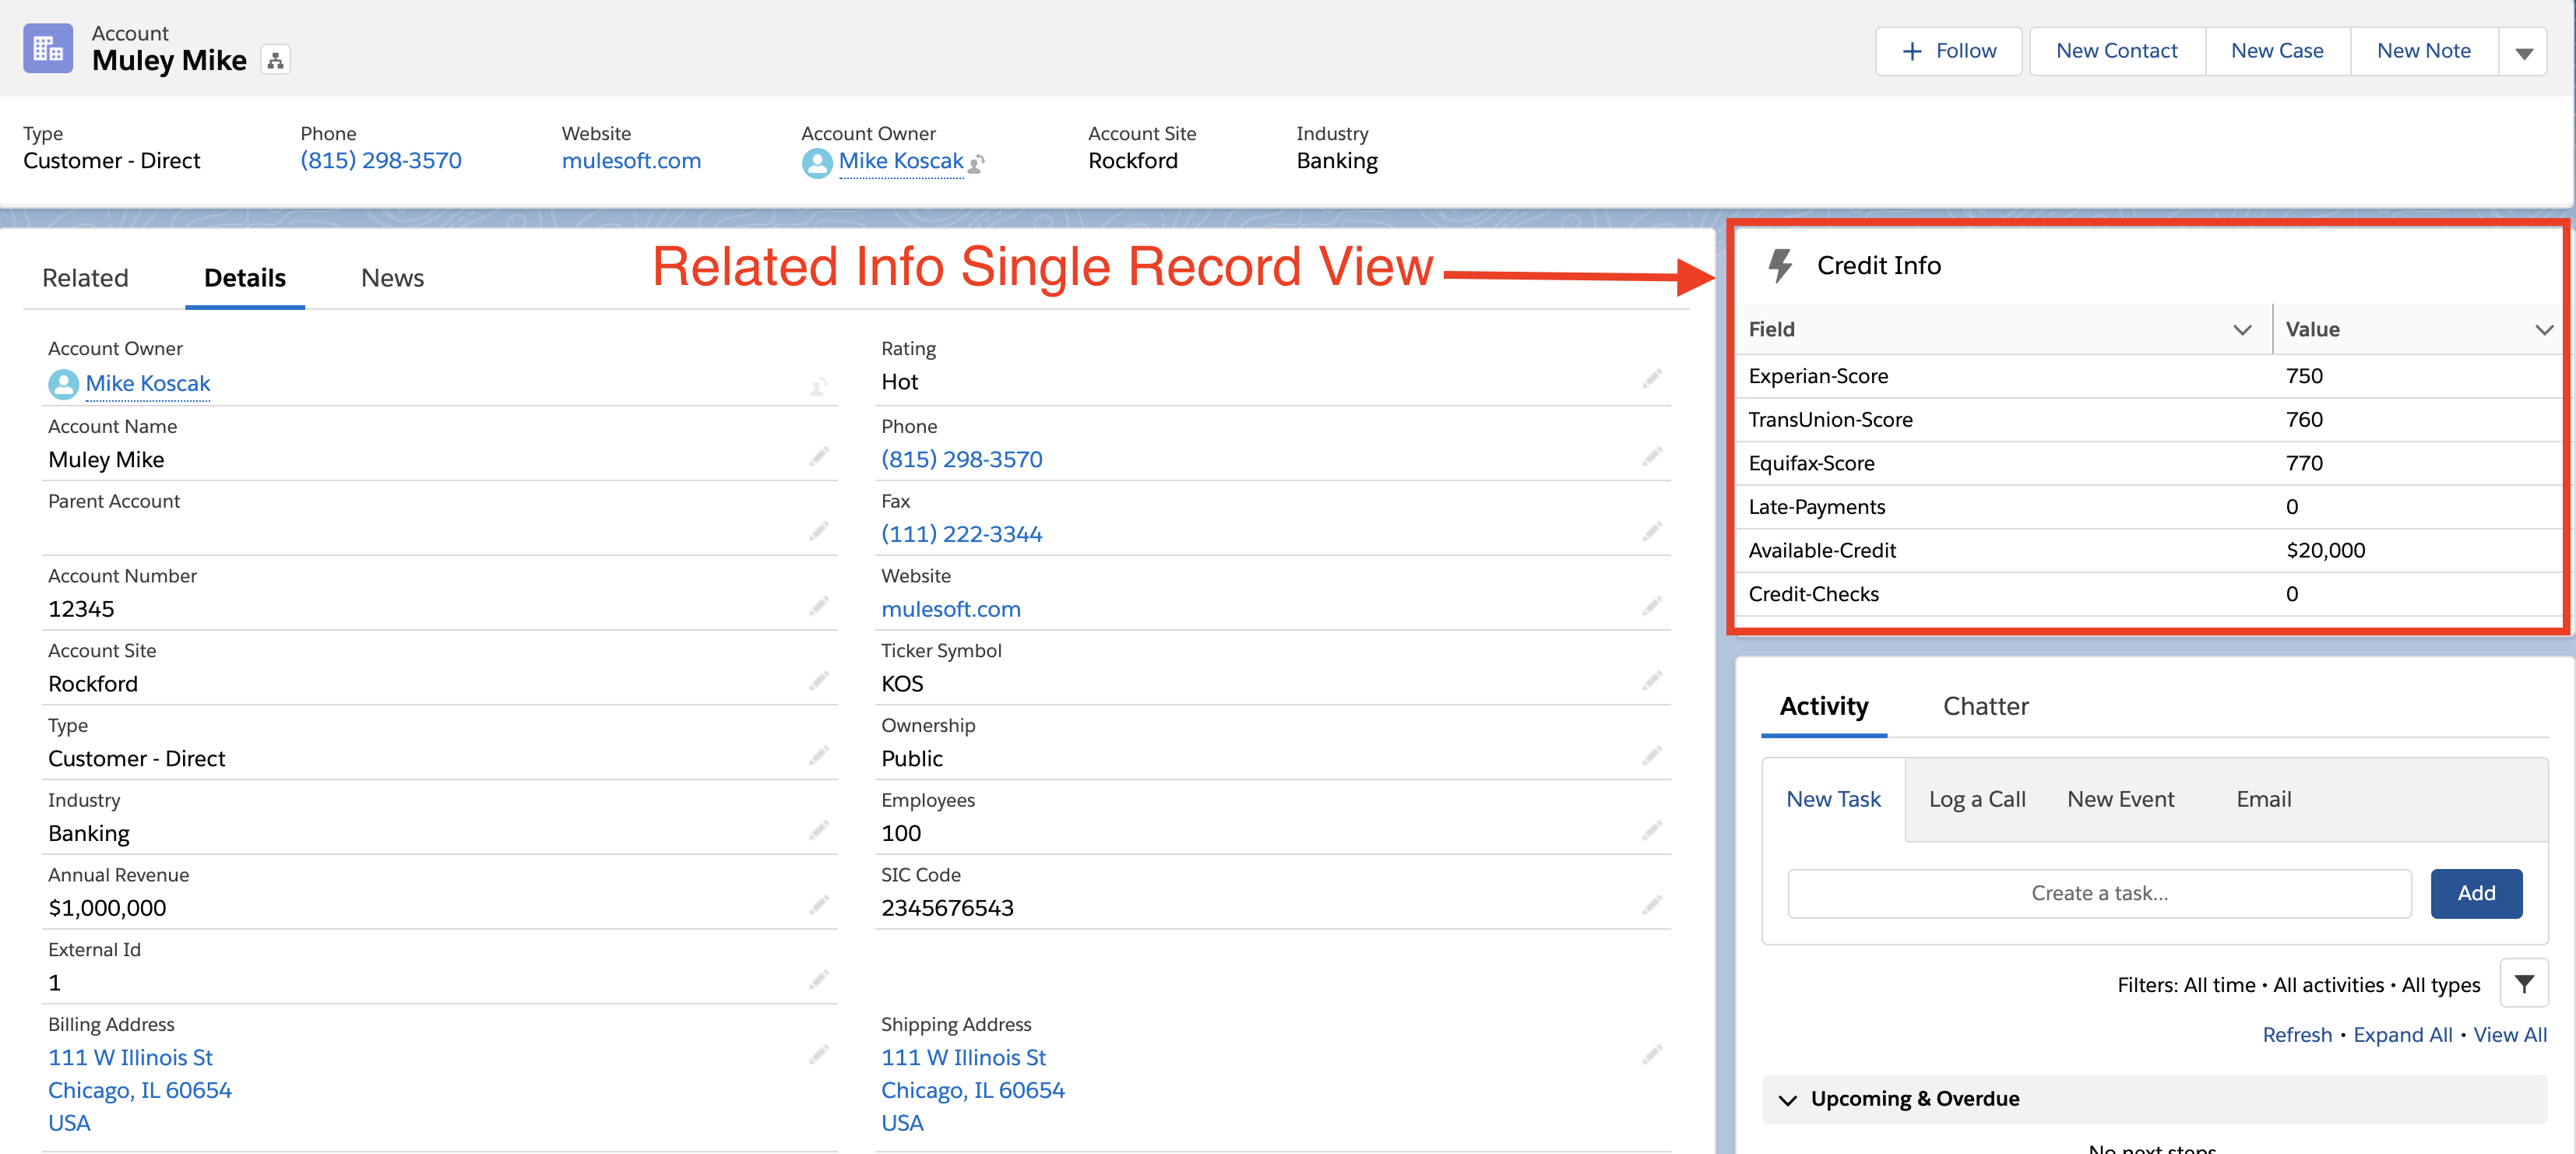 Account
Muley Mike
Follow
New Contact
New Case
New Note
Type
Customer - Direct
Phone
(815) 298-3570
Website
mulesoft.com
Account Owner
Mike Koscak
Account Site
Rockford
Industry
Banking
Related
Details
News
Related Info Single Record View
Account Owner
Mike Koscak
Rating
Hot
Account Name
Muley Mike
Phone
(815) 298-3570
Parent Account
Fax
(111) 222-3344
Account Number
12345
Website
mulesoft.com
Account Site
Rockford
Ticker Symbol
KOS
Type
Customer - Direct
Ownership
Public
Industry
Banking
Employees
100
Annual Revenue
$1,000,000
SIC Code
2345676543
External Id
1
Billing Address
111 W Illinois St
Chicago, IL 60654
USA
Shipping Address
111 W Illinois St
Chicago, IL 60654
USA
Credit Info
Field Value
Experian-Score 750
TransUnion-Score 760
Equifax-Score 770
Late-Payments 0
Available-Credit $20,000
Credit-Checks 0
Activity
Chatter
New Task
Log a Call
New Event
Email
Create a task...
Add
Filters: All time • All activities • All types
Refresh • Expand All • View All
Upcoming & Overdue
No next steps